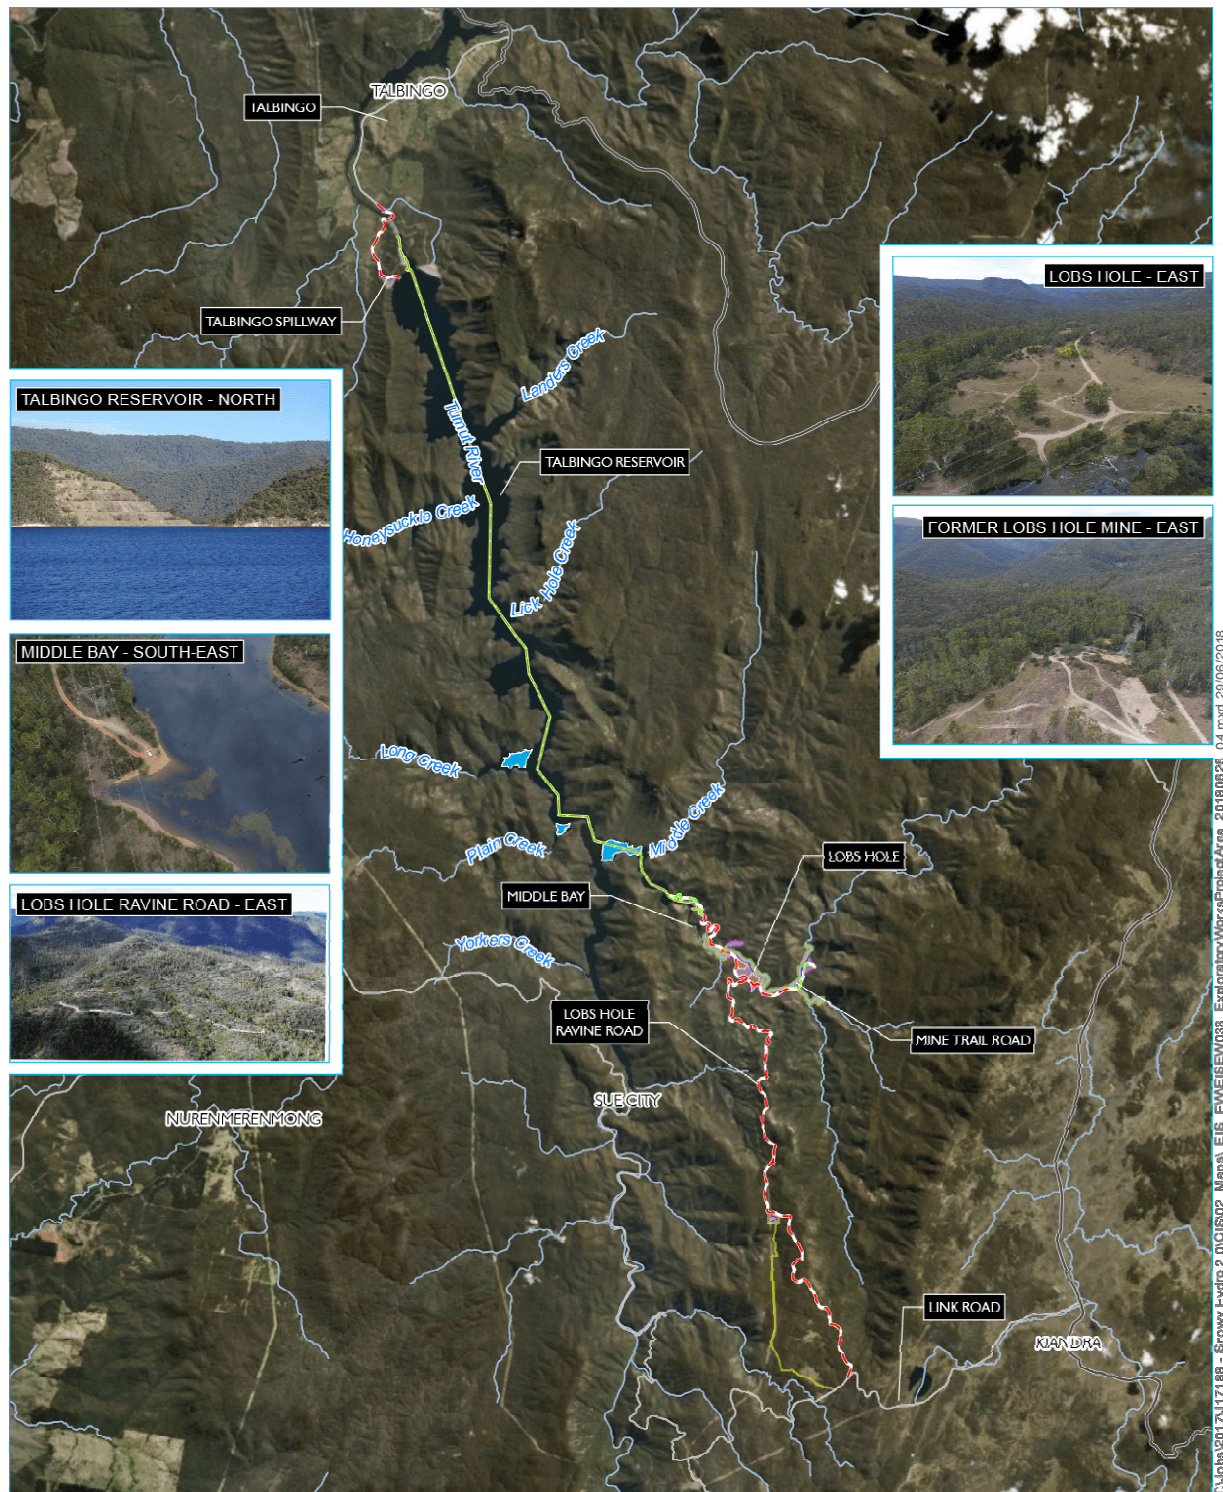 TALBINGO
TALBINGO
TALBINGO SPILLWAY
LOBS HOLE - EAST
Landers Creek
TALBINGO RESERVOIR - NORTH
Tumut River
TALBINGO RESERVOIR
Honeysuckle Creek
FORMER LOBS HOLE MINE - EAST
Lick Hole Creek
MIDDLE BAY - SOUTH-EAST
Long Creek
Middle Creek
Plain Creek
LOBS HOLE
MIDDLE BAY
LOBS HOLE RAVINE ROAD - EAST
Yorkers Creek
LOBS HOLE
RAVINE ROAD
MINE TRAIL ROAD
SUE CITY
NURENMERENMONG
LINK ROAD
KIANDRA